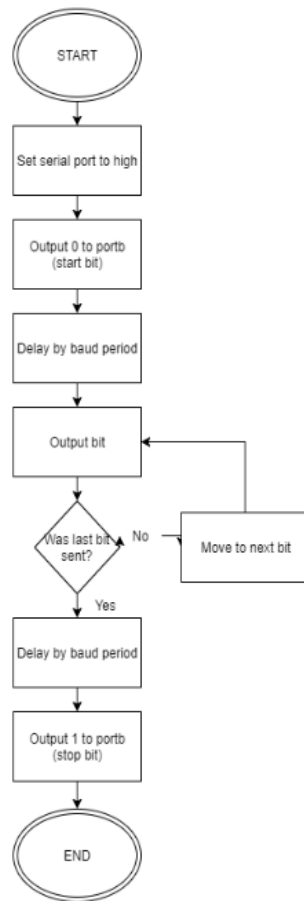 START
Set serial port to high
Output 0 to portb
(start bit)
Delay by baud period
Output bit
Was last bit
sent?
No
Move to next bit
Yes
Delay by baud period
Output 1 to portb
(stop bit)
END